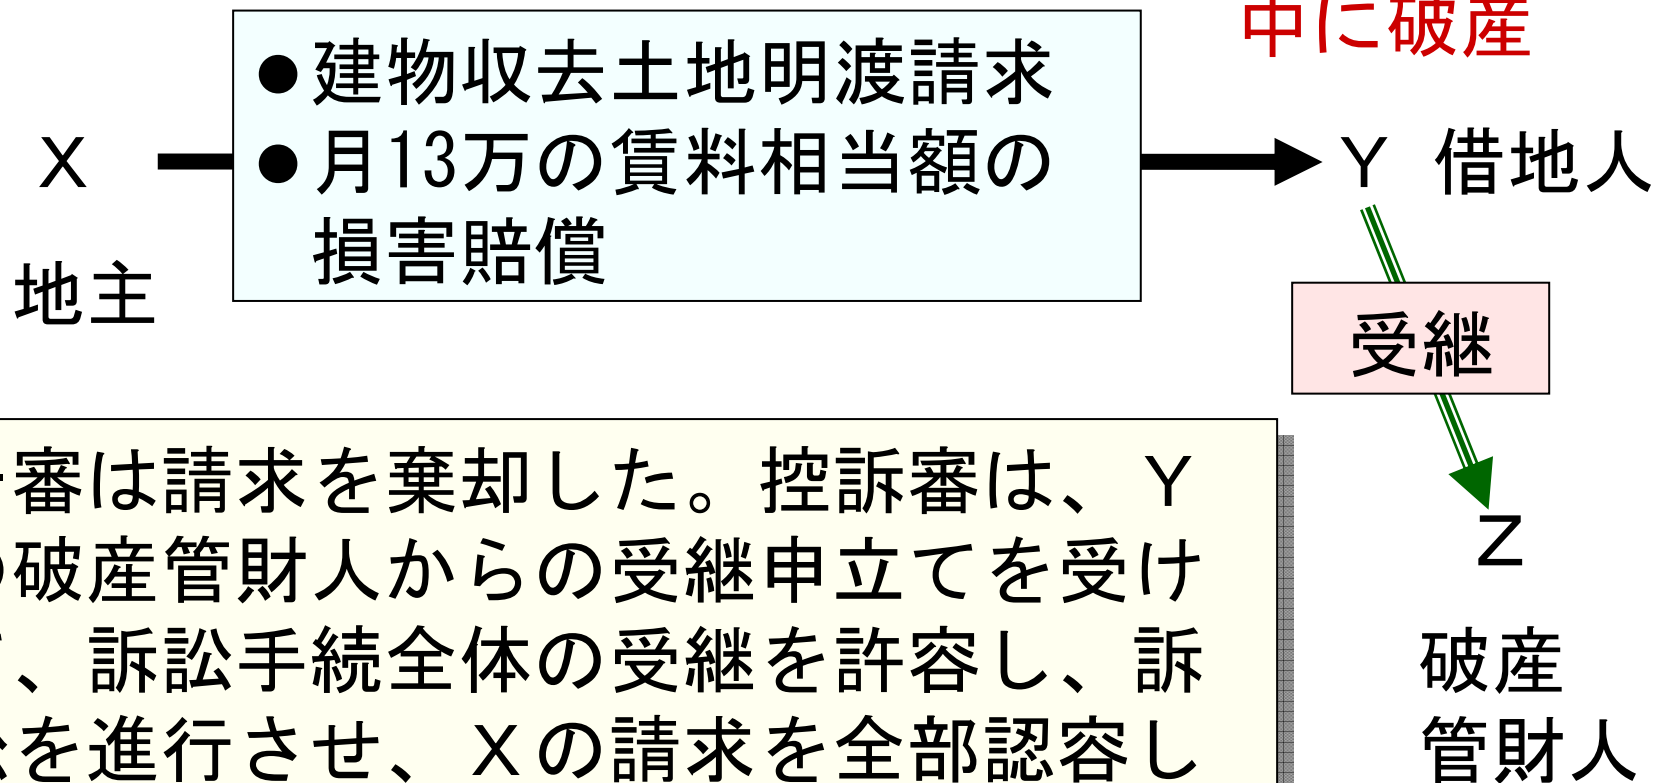 中に破産
●建物収去土地明渡請求
●月13万の賃料相当額の
損害賠償
X
地主
Y 借地人
受継
Z
破産
管財人
審は請求を棄却した。控訴審は、Y
破産管財人からの受継申立てを受け
、訴訟手続全体の受継を許容し、訴
を進行させ、Xの請求を全部認容し